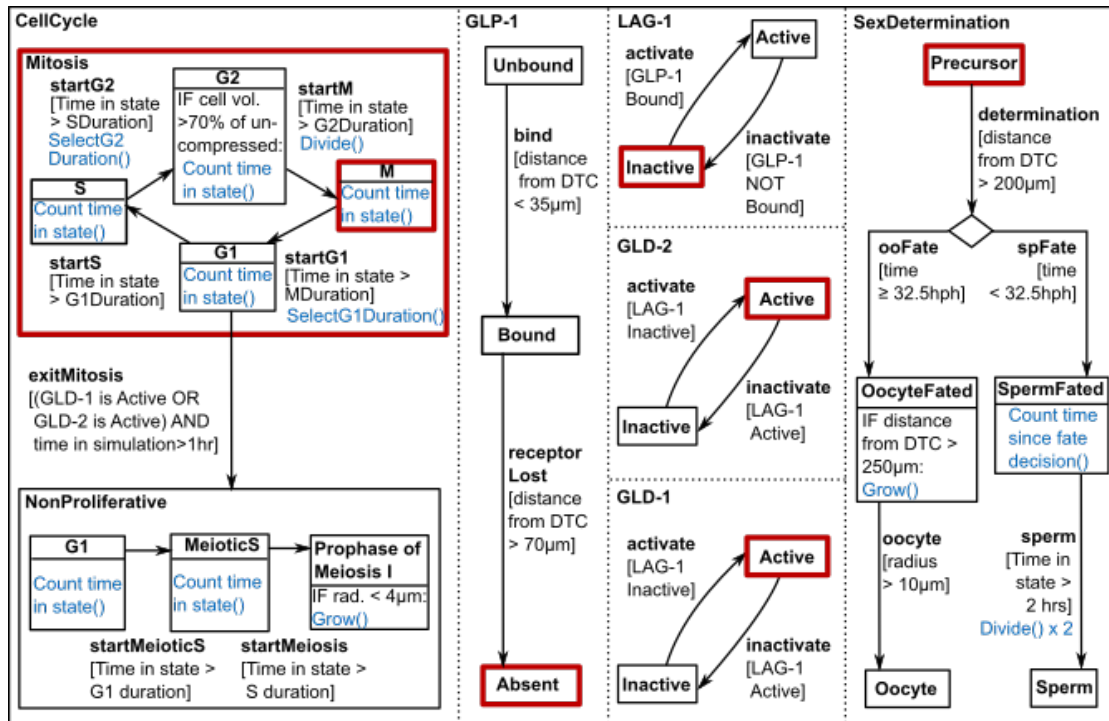 CellCycle
Mitosis
startG2
[Time in state
> SDuration]
SelectG2
Duration()
G2
IF cell vol.
>70% of un-
compressed:
Count time
in state()
startM
[Time in state
> G2Duration]
Divide()
S
Count time
in state()
M
Count time
in state()
G1
Count time
in state()
startS
[Time in state
> G1Duration]
startG1
[Time in state >
MDuration]
SelectG1Duration()
exitMitosis
[(GLD-1 is Active OR
GLD-2 is Active) AND
time in simulation>1hr]
NonProliferative
G1
Count time
in state()
MeioticS
Count time
in state()
Prophase of
Meiosis I
IF rad. < 4µm:
Grow()
startMeioticS
[Time in state >
G1 duration]
startMeiosis
[Time in state >
S duration]
GLP-1
Unbound
bind
[distance
from DTC
< 35µm]
Bound
receptor
Lost
[distance
from DTC
> 70µm]
Absent
LAG-1
activate
[GLP-1
Bound]
Active
Inactive
inactivate
[GLP-1
NOT
Bound]
GLD-2
activate
[LAG-1
Inactive]
Active
Inactive
inactivate
[LAG-1
Active]
GLD-1
activate
[LAG-1
Inactive]
Active
Inactive
inactivate
[LAG-1
Active]
SexDetermination
Precursor
determination
[distance
from DTC
> 200µm]
ooFate
[time
≥ 32.5hph]
spFate
[time
< 32.5hph]
OocyteFated
IF distance
from DTC >
250µm:
Grow()
SpermFated
Count time
since fate
decision()
oocyte
[radius
> 10µm]
sperm
[Time in
state >
2 hrs]
Divide() x 2
Oocyte
Sperm